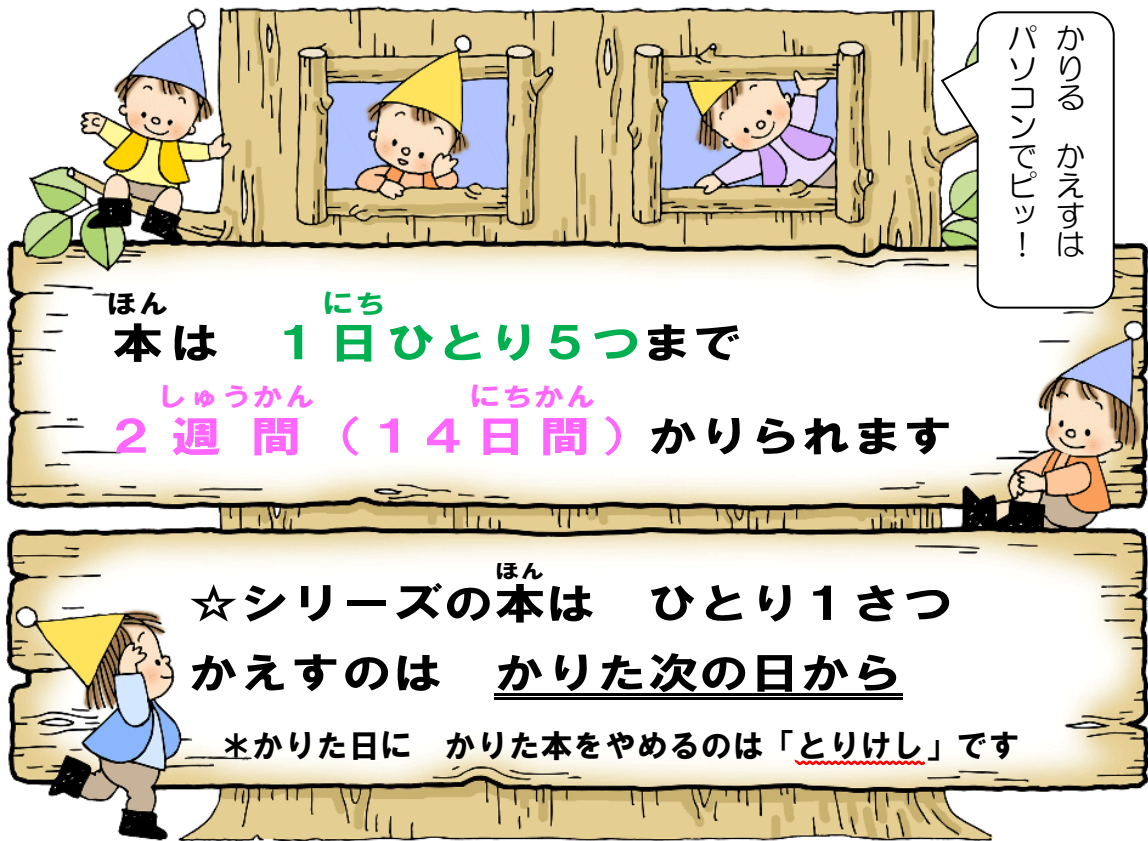 かりる　かえすは
パソコンでピッ！
ほん　にち
本は　１日ひとり５つまで
しゅうかん　にちかん
２週間（１４日間）かりられます
ほん
☆シリーズの本は　ひとり１さつ
かえすのは　かりた次の日から
＊かりた日に　かりた本をやめるのは「とりけし」です